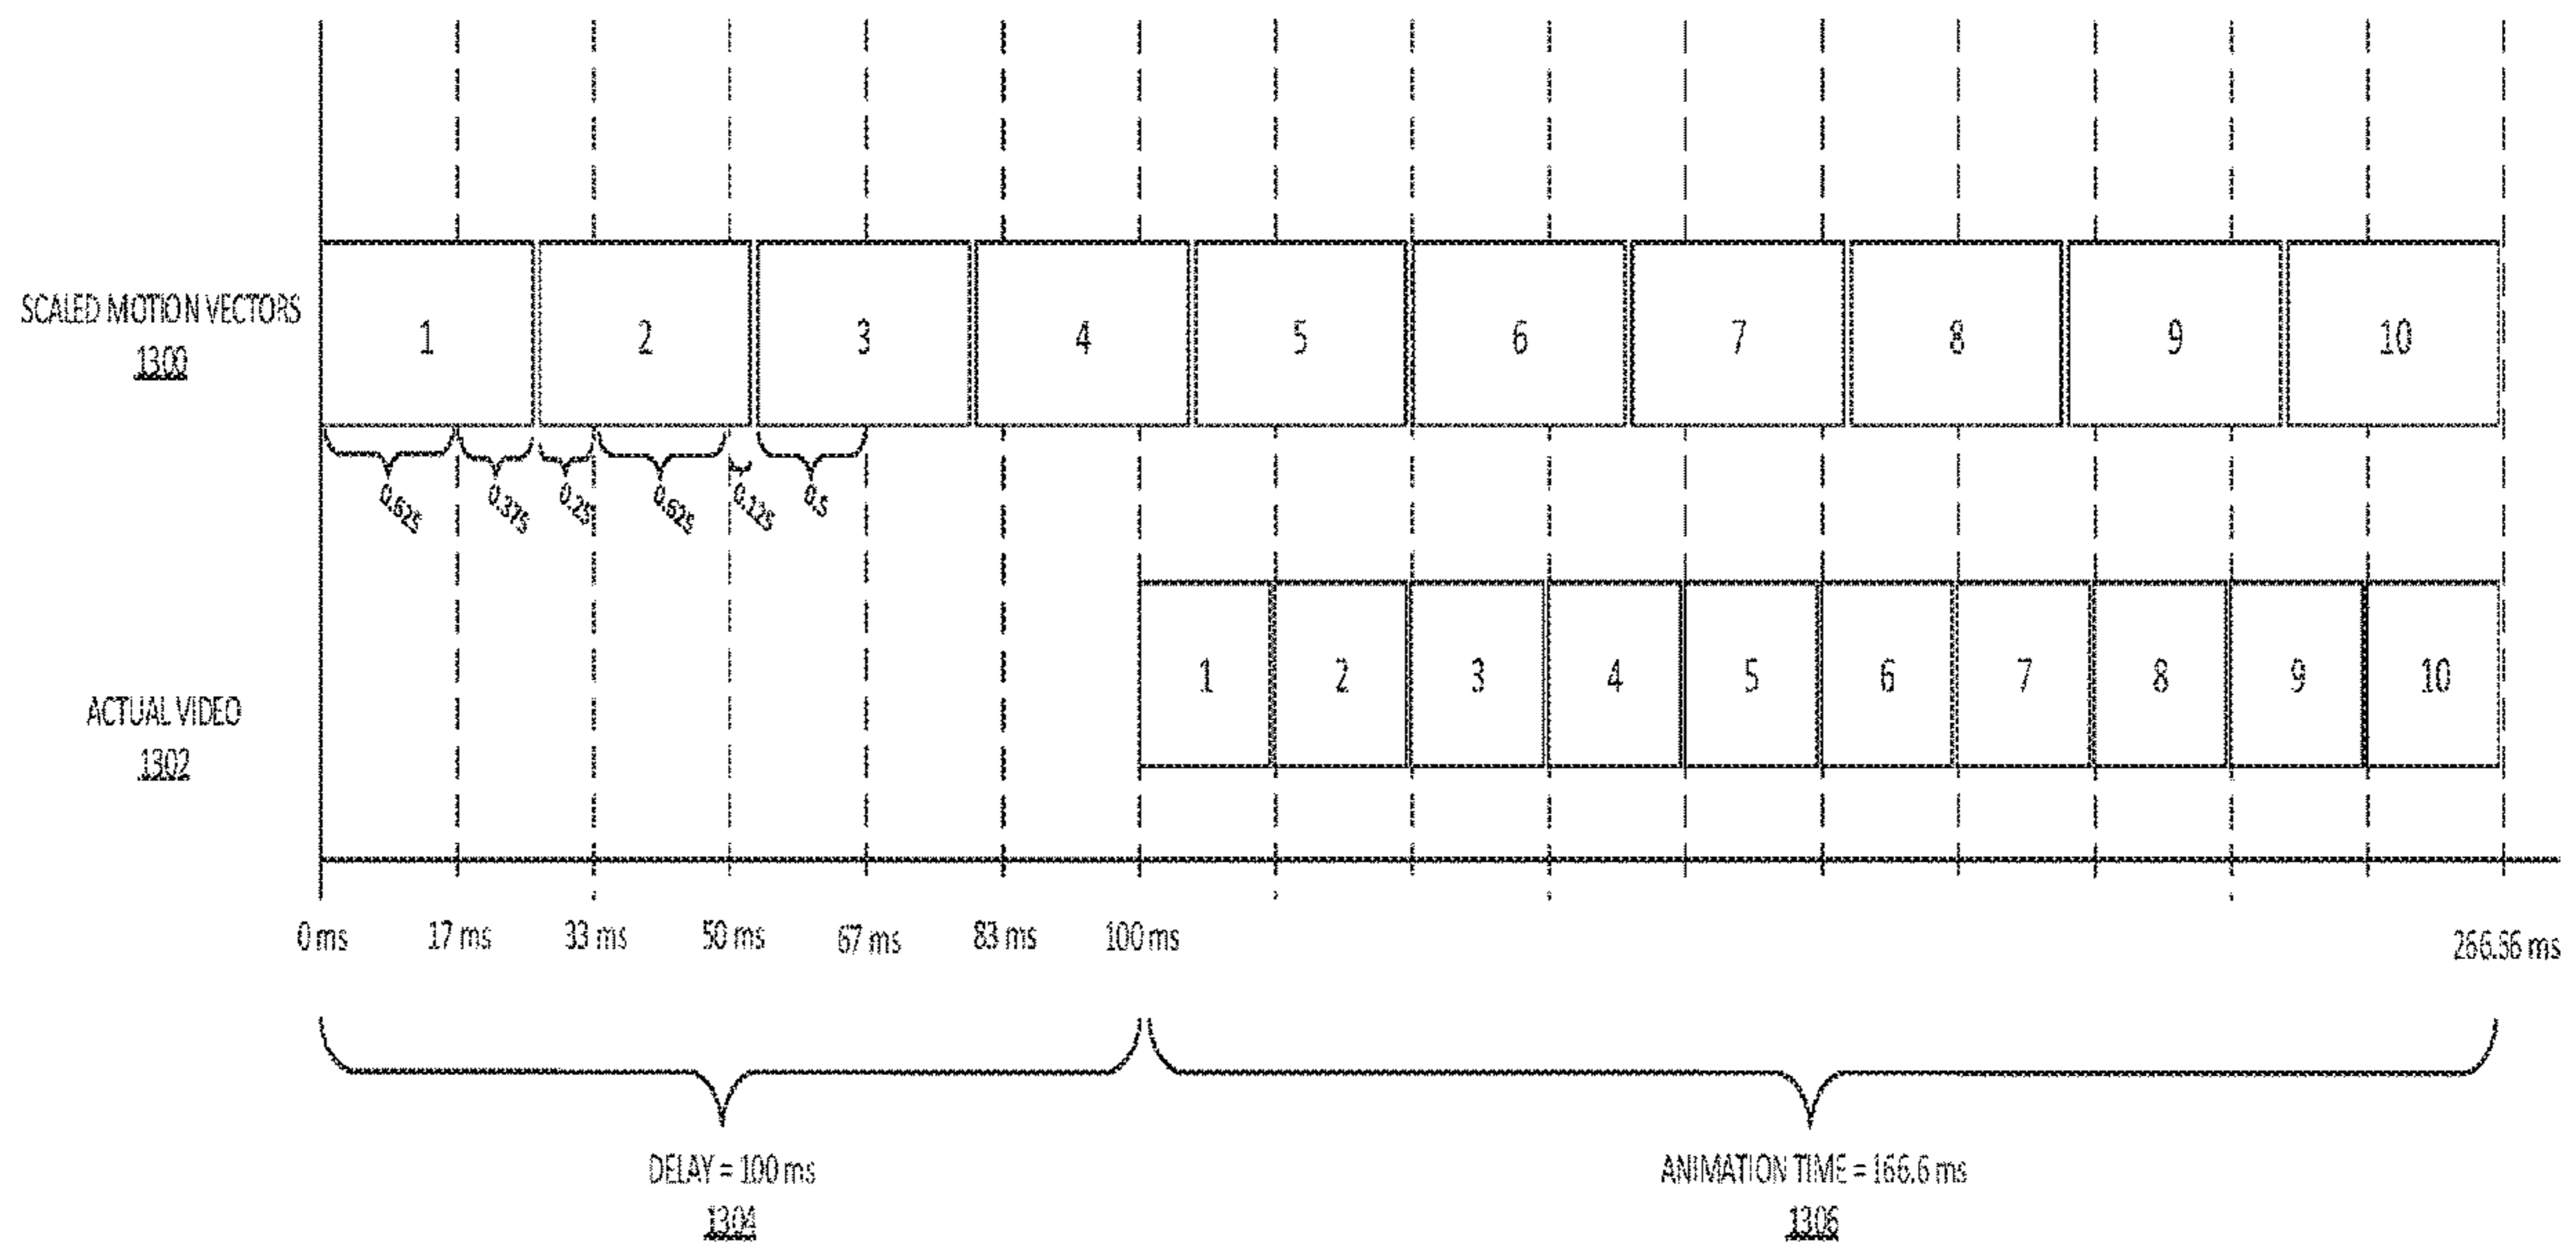 SCALED MOTION VECTORS
1300
1 2 3 4 5 6 7 8 9 10
0.625 0.375 0.25 0.625 0.125 0.5
ACTUAL VIDEO
1302
1 2 3 4 5 6 7 8 9 10
0 ms 17 ms 33 ms 50 ms 67 ms 83 ms 100 ms 266.66 ms
DELAY = 100 ms
1304
ANIMATION TIME = 166.6 ms
1306